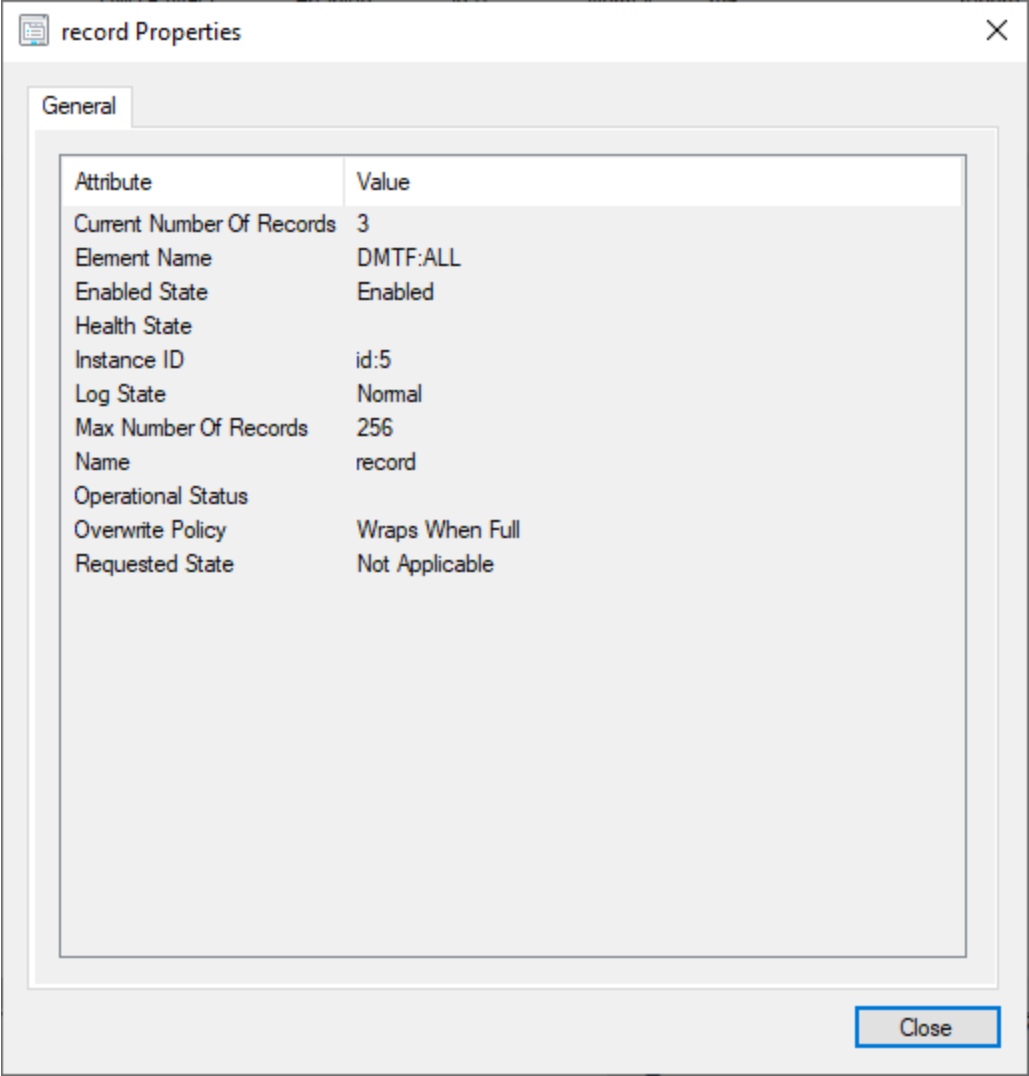 record Properties
General
Attribute Value
Current Number Of Records 3
Element Name DMTF:ALL
Enabled State Enabled
Health State
Instance ID id:5
Log State Normal
Max Number Of Records 256
Name record
Operational Status
Overwrite Policy Wraps When Full
Requested State Not Applicable
Close